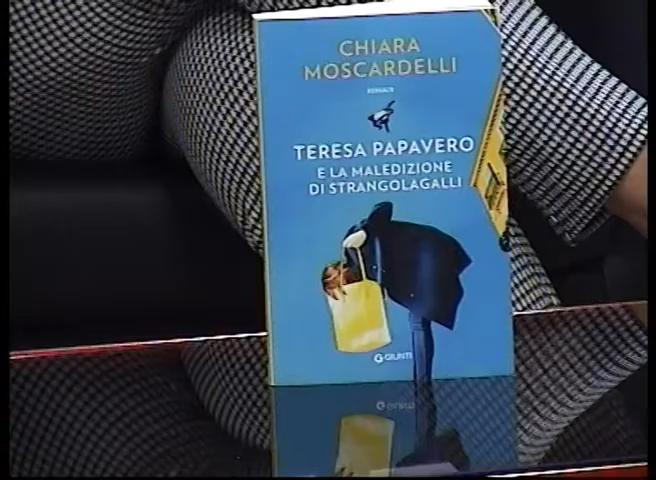 CHIARA
MOSCARDELLI
ROMANZO
TERESA PAPAVERO
E LA MALEDIZIONE
DI STRANGOLAGALLI
GIUNTI